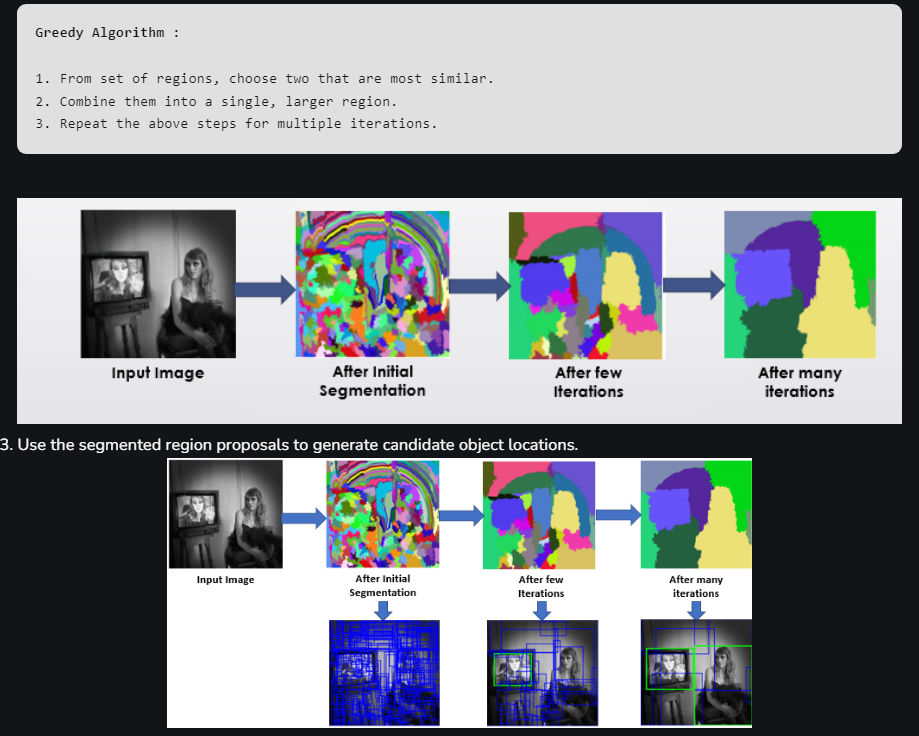 Greedy Algorithm :
1. From set of regions, choose two that are most similar.
2. Combine them into a single, larger region.
3. Repeat the above steps for multiple iterations.
Input Image
After Initial
Segmentation
After few
Iterations
After many
iterations
3. Use the segmented region proposals to generate candidate object locations.
Input Image
After Initial
Segmentation
After few
Iterations
After many
iterations